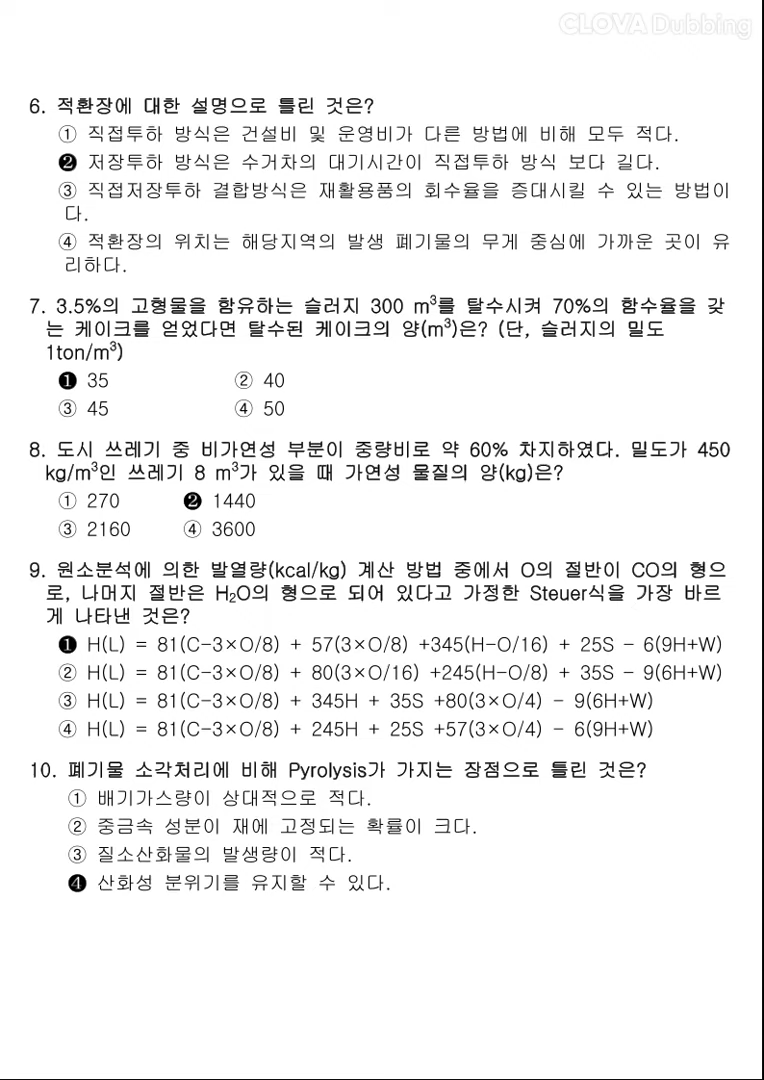 CLOVA Dubbing
6. 적환장에 대한 설명으로 틀린 것은?
① 직접투하 방식은 건설비 및 운영비가 다른 방법에 비해 모두 적다.
❷ 저장투하 방식은 수거차의 대기시간이 직접투하 방식 보다 길다.
③ 직접저장투하 결합방식은 재활용품의 회수율을 증대시킬 수 있는 방법이
다.
④ 적환장의 위치는 해당지역의 발생 폐기물의 무게 중심에 가까운 곳이 유
리하다.
7. 3.5%의 고형물을 함유하는 슬러지 300 m³를 탈수시켜 70%의 함수율을 갖
는 케이크를 얻었다면 탈수된 케이크의 양(m³)은? (단, 슬러지의 밀도
1ton/m³)
❶ 35 ② 40
③ 45 ④ 50
8. 도시 쓰레기 중 비가연성 부분이 중량비로 약 60% 차지하였다. 밀도가 450
kg/m³인 쓰레기 8 m³가 있을 때 가연성 물질의 양(kg)은?
① 270 ❷ 1440
③ 2160 ④ 3600
9. 원소분석에 의한 발열량(kcal/kg) 계산 방법 중에서 O의 절반이 CO의 형으
로, 나머지 절반은 H₂O의 형으로 되어 있다고 가정한 Steuer식을 가장 바르
게 나타낸 것은?
❶ H(L) = 81(C-3×O/8) + 57(3×O/8) +345(H-O/16) + 25S - 6(9H+W)
② H(L) = 81(C-3×O/8) + 80(3×O/16) +245(H-O/8) + 35S - 9(6H+W)
③ H(L) = 81(C-3×O/8) + 345H + 35S +80(3×O/4) - 9(6H+W)
④ H(L) = 81(C-3×O/8) + 245H + 25S +57(3×O/4) - 6(9H+W)
10. 폐기물 소각처리에 비해 Pyrolysis가 가지는 장점으로 틀린 것은?
① 배기가스량이 상대적으로 적다.
② 중금속 성분이 재에 고정되는 확률이 크다.
③ 질소산화물의 발생량이 적다.
❹ 산화성 분위기를 유지할 수 있다.